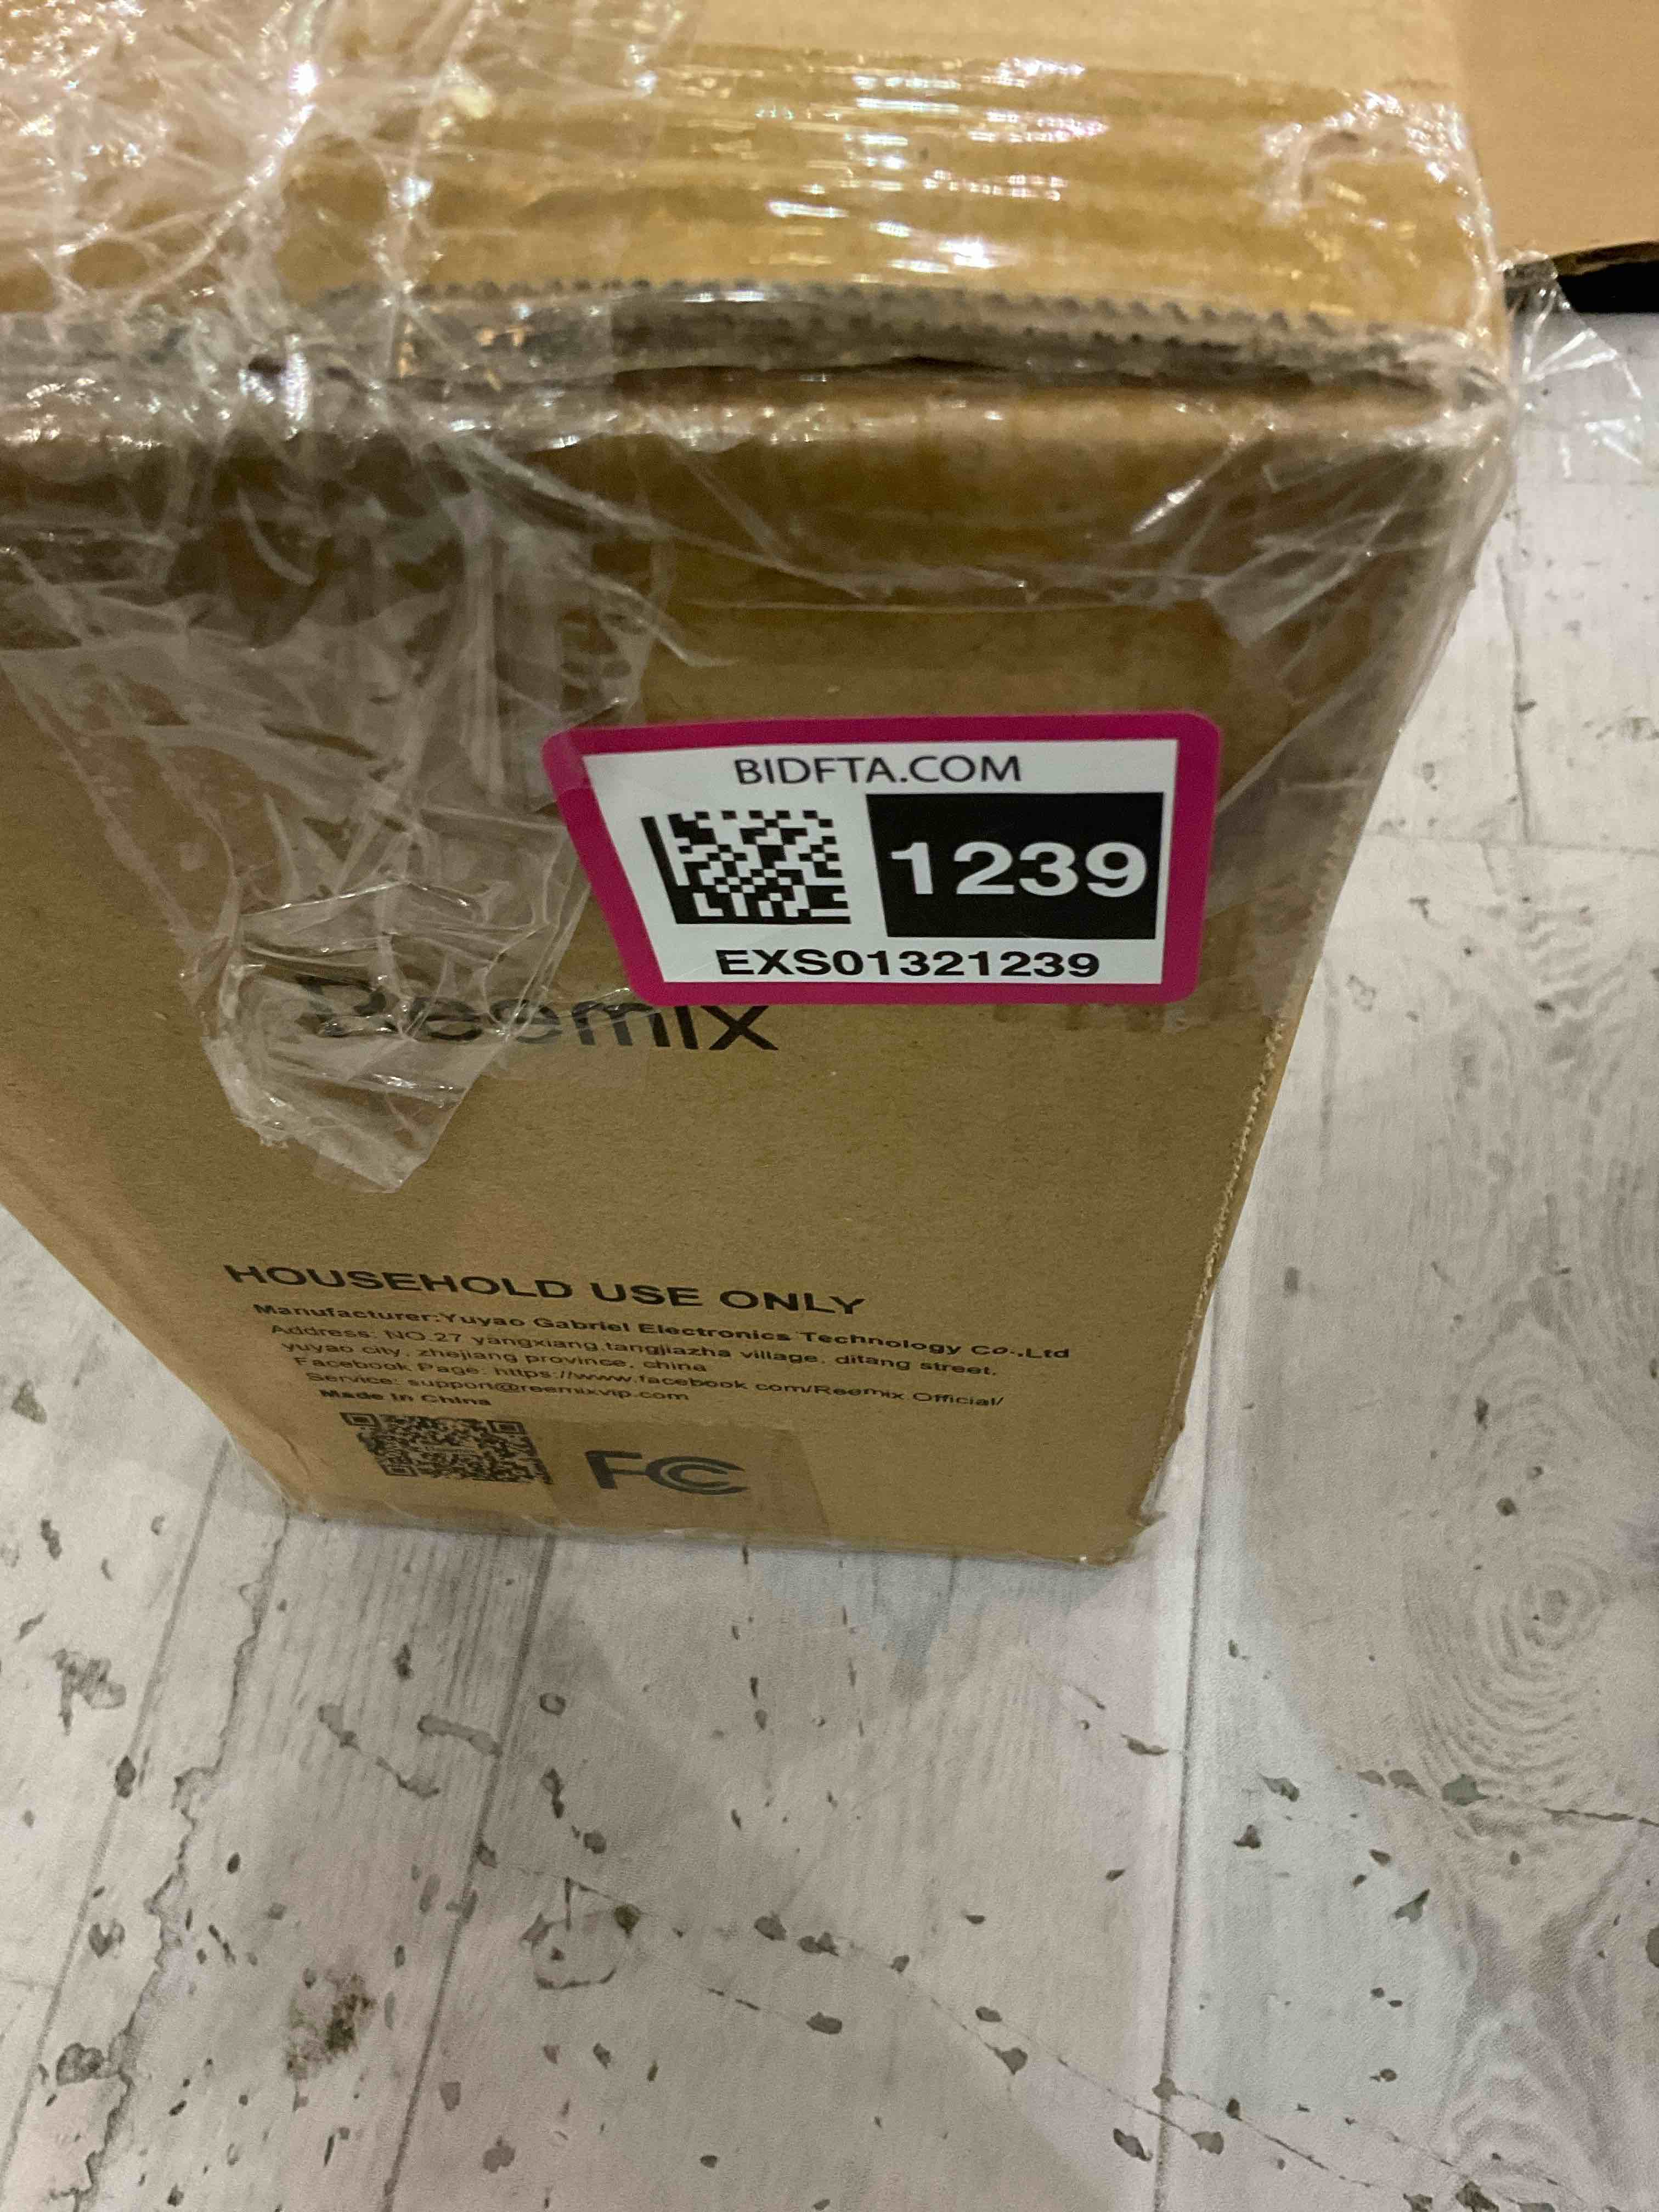 BIDFTA.COM
1239
EXS01321239
Reemix
HOUSEHOLD USE ONLY
Manufacturer:Yuyao Gabriel Electronics Technology Co.,Ltd
Address: NO.27 yangxiang,tangjiazha village, ditang street,
yuyao city, zhejiang province, china
Facebook Page: https://www.facebook.com/Reemix.Official/
Service: support@reemixvip.com
Made In China
FC